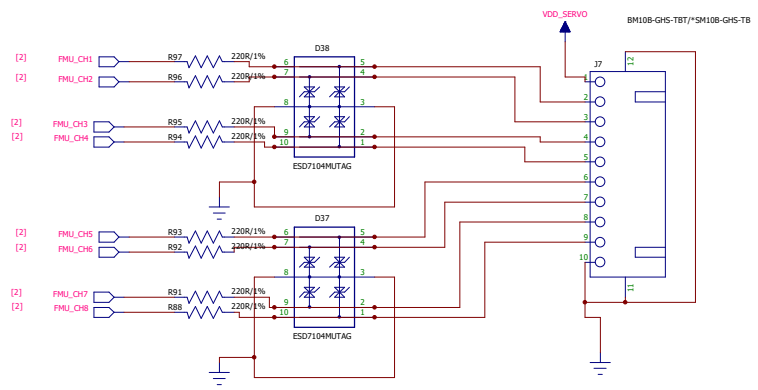 VDD_SERVO
BM10B-GHS-TBT/*SM10B-GHS-TB
[2] FMU_CH1 R97 220R/1% D38 J7 12
[2] FMU_CH2 R96 220R/1%
6 5
7 4
8 3
[2] FMU_CH3 R95 220R/1%
[2] FMU_CH4 R94 220R/1%
9 2
10 1
ESD7104MUTAG
1
2
3
4
5
6
7
8
9
10
11
[2] FMU_CH5 R93 220R/1% D37
[2] FMU_CH6 R92 220R/1%
6 5
7 4
8 3
[2] FMU_CH7 R91 220R/1%
[2] FMU_CH8 R88 220R/1%
9 2
10 1
ESD7104MUTAG